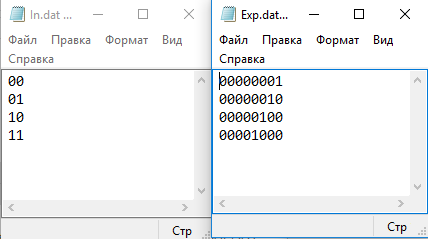 In.dat ...
Файл Правка Формат Вид
Справка
00
01
10
11
Стр
Exp.dat...
Файл Правка Формат Вид
Справка
00000001
00000010
00000100
00001000
Стр